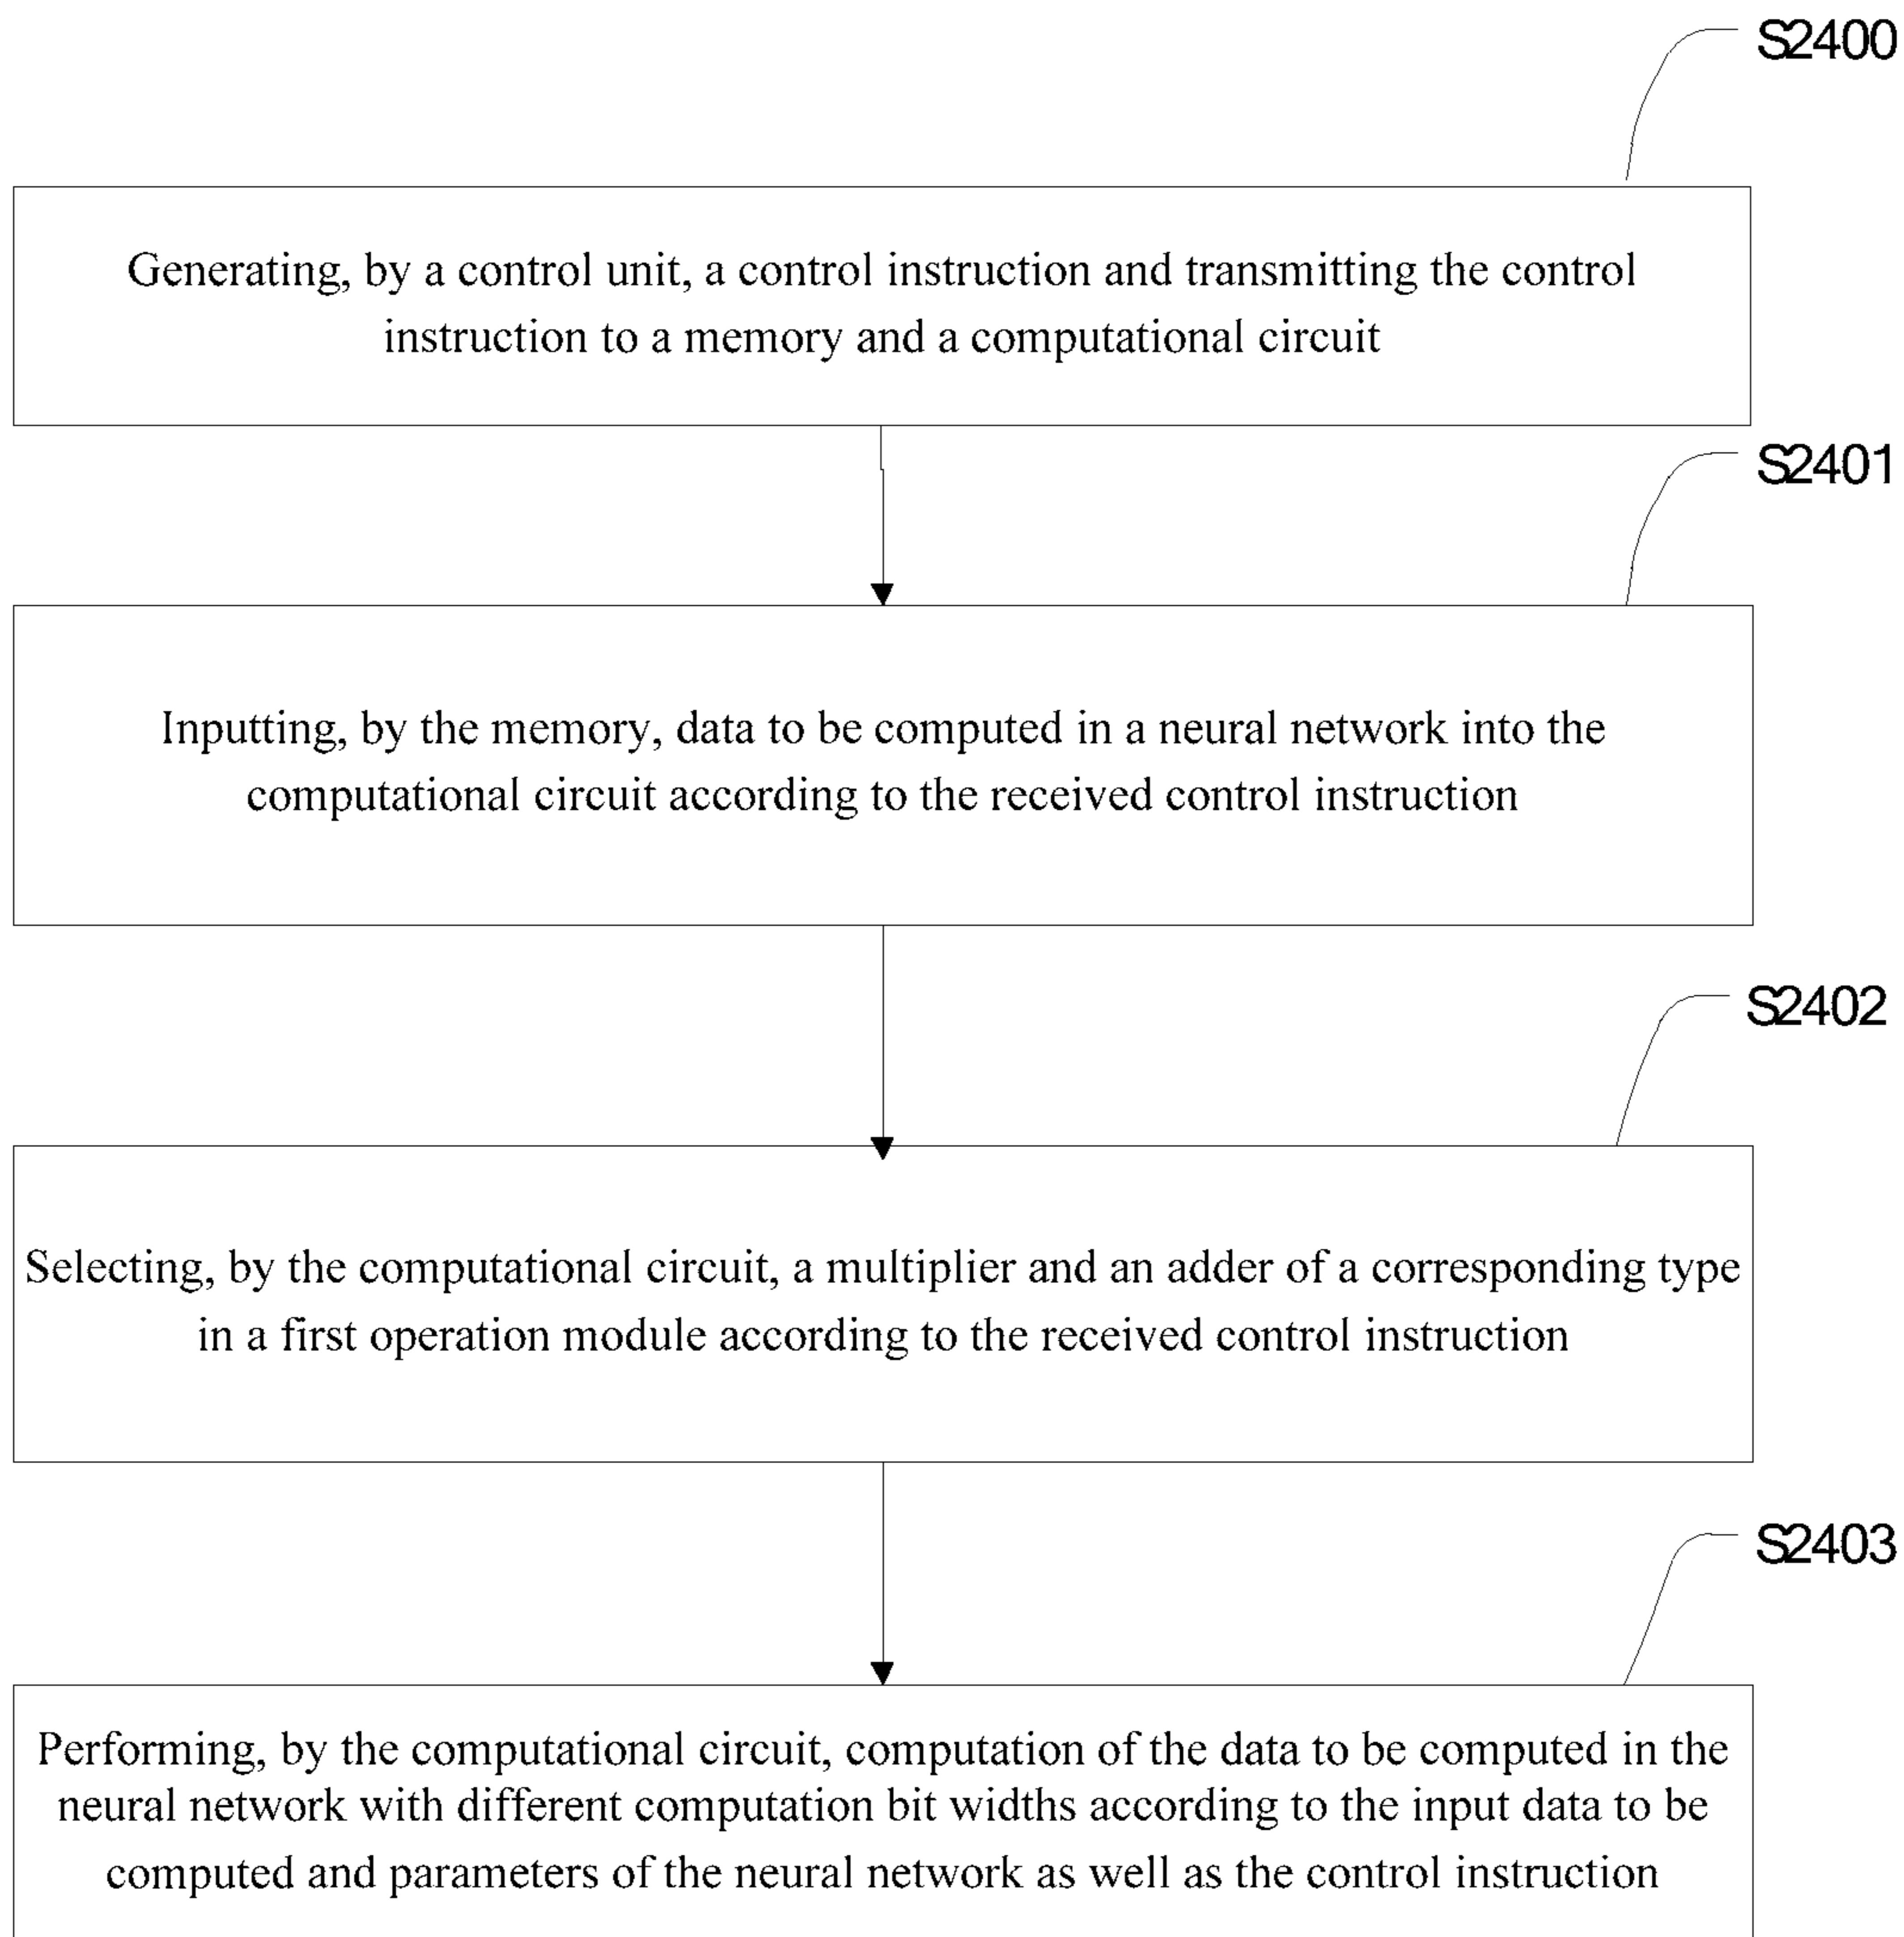 S2400
Generating, by a control unit, a control instruction and transmitting the control
instruction to a memory and a computational circuit
S2401
Inputting, by the memory, data to be computed in a neural network into the
computational circuit according to the received control instruction
S2402
Selecting, by the computational circuit, a multiplier and an adder of a corresponding type
in a first operation module according to the received control instruction
S2403
Performing, by the computational circuit, computation of the data to be computed in the
neural network with different computation bit widths according to the input data to be
computed and parameters of the neural network as well as the control instruction